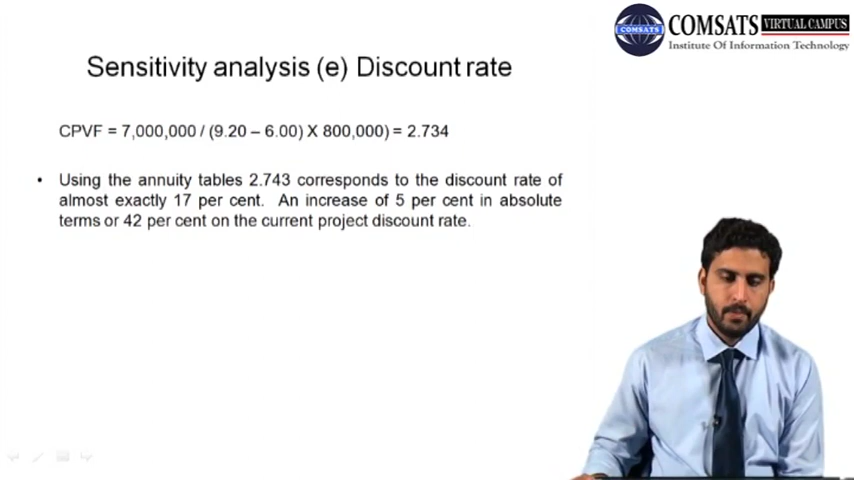 COMSATS VIRTUAL CAMPUS
Institute Of Information Technology
COMSATS
Sensitivity analysis (e) Discount rate
CPVF = 7,000,000 / (9.20 – 6.00) X 800,000) = 2.734
• Using the annuity tables 2.743 corresponds to the discount rate of
almost exactly 17 per cent. An increase of 5 per cent in absolute
terms or 42 per cent on the current project discount rate.